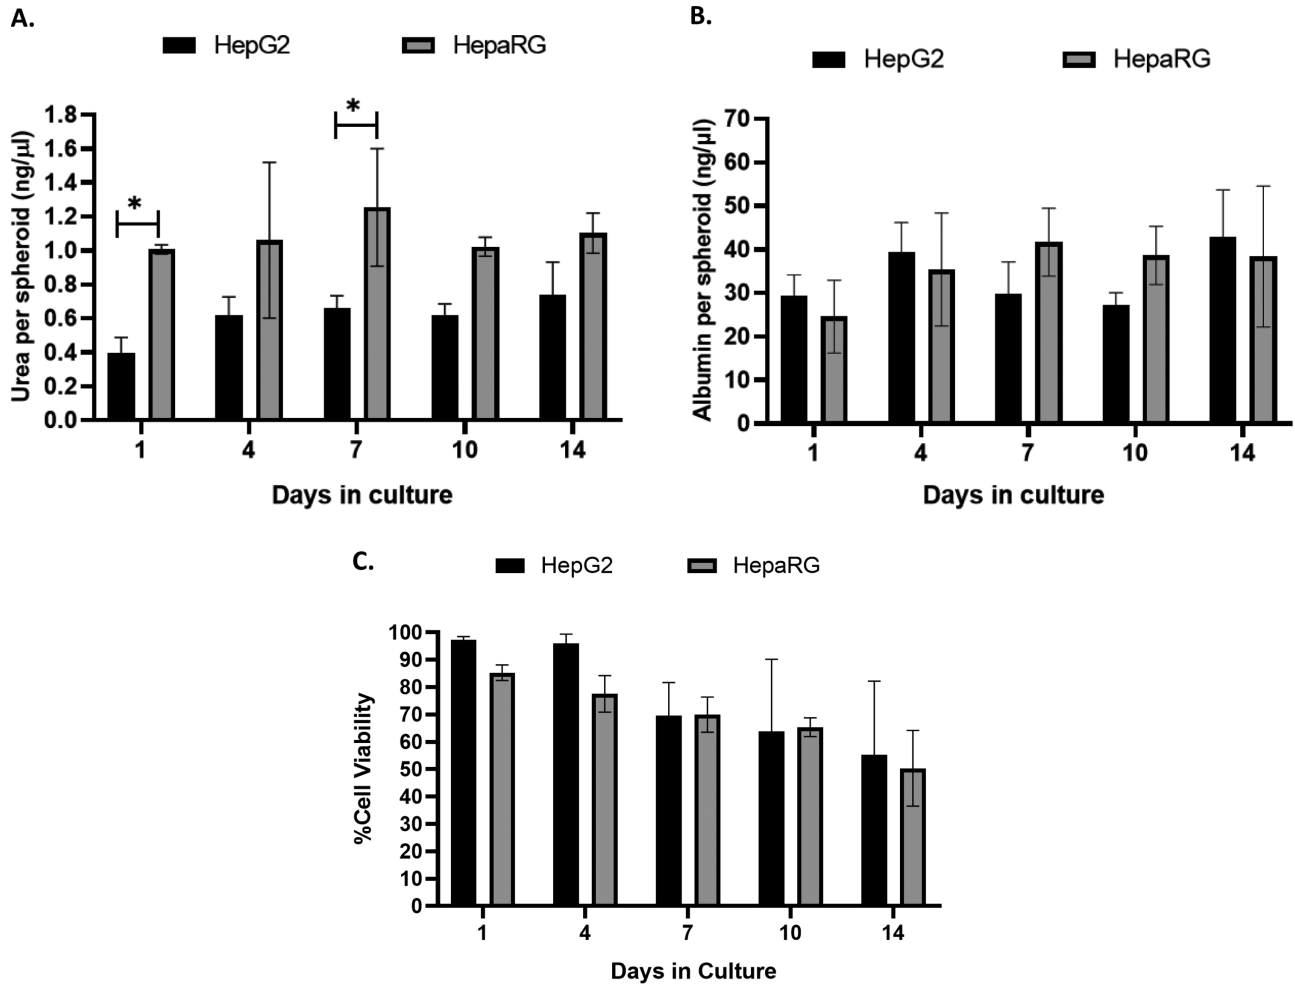 A.
HepG2 HepaRG
Urea per spheroid (ng/µl)
1.8
1.6
1.4
1.2
1.0
0.8
0.6
0.4
0.2
0.0
*
*
1 4 7 10 14
Days in culture
B.
HepG2 HepaRG
Albumin per spheroid (ng/µl)
70
60
50
40
30
20
10
0
1 4 7 10 14
Days in culture
C.
HepG2 HepaRG
%Cell Viability
100
90
80
70
60
50
40
30
20
10
0
1 4 7 10 14
Days in Culture